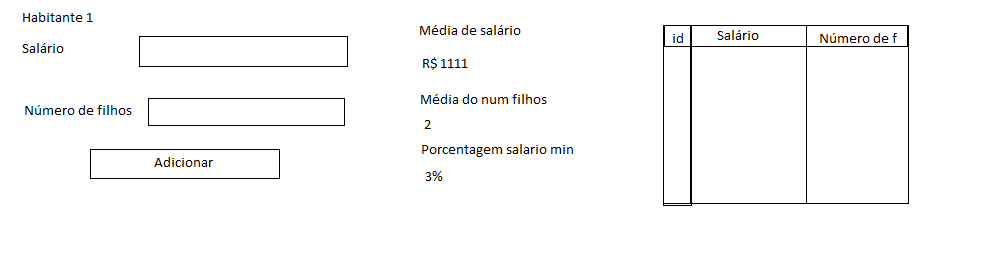 Habitante 1
Salário
Número de filhos
Adicionar
Média de salário
R$ 1111
Média do num filhos
2
Porcentagem salario min
3%
id Salário Número de f